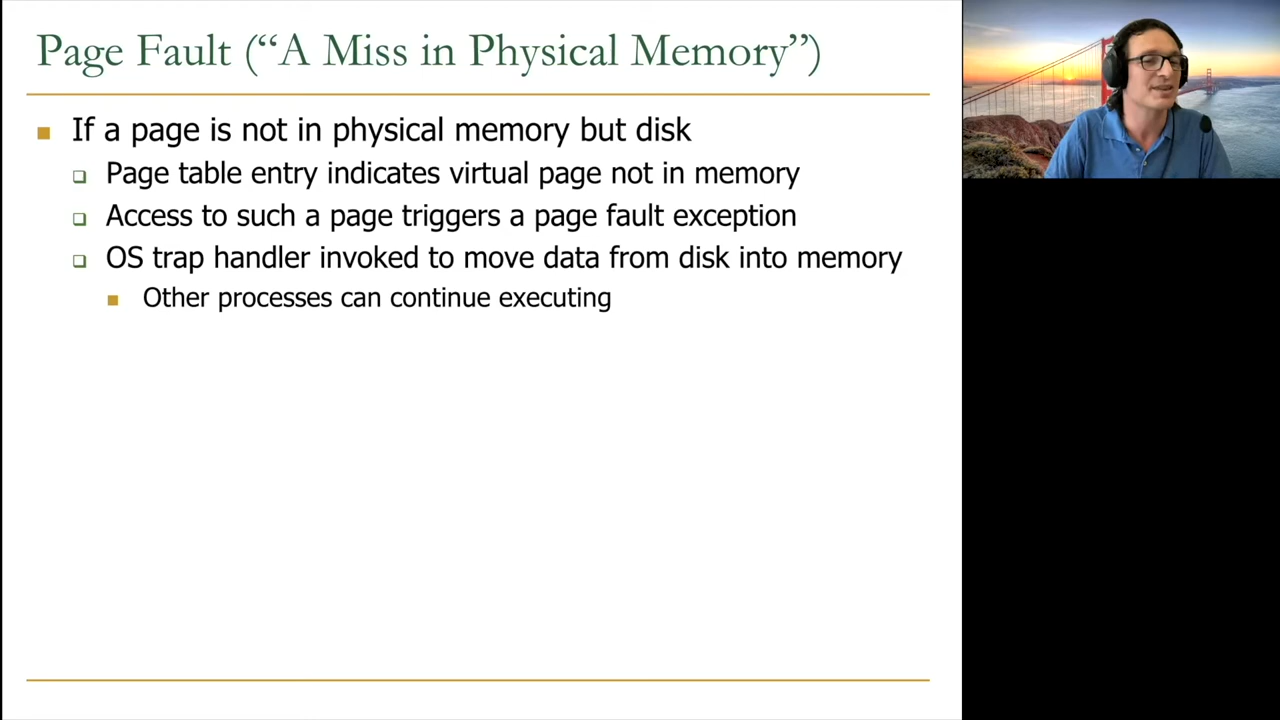 Page Fault (“A Miss in Physical Memory”)
If a page is not in physical memory but disk
Page table entry indicates virtual page not in memory
Access to such a page triggers a page fault exception
OS trap handler invoked to move data from disk into memory
Other processes can continue executing